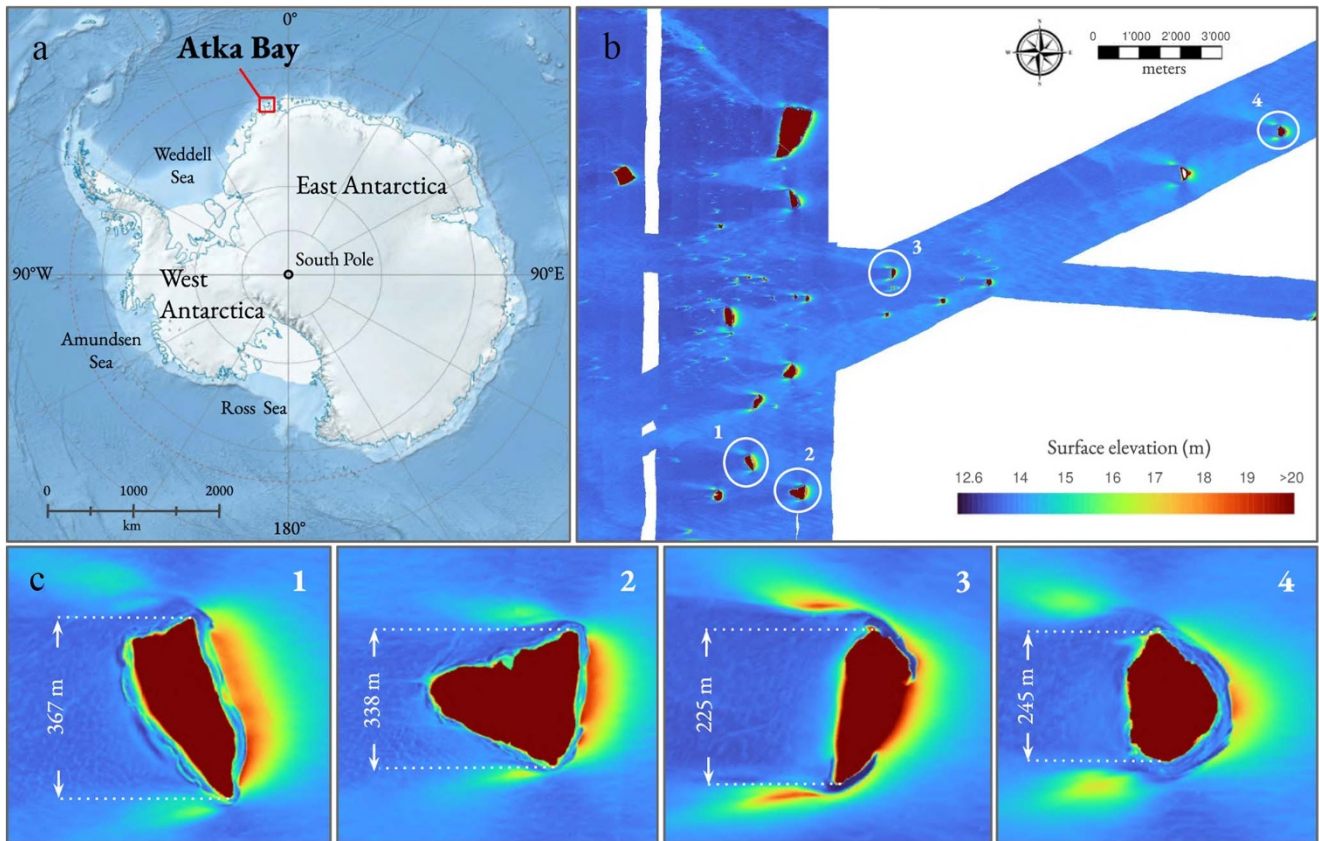 a
0°
Atka Bay
Weddell
Sea
East Antarctica
90°W
South Pole
90°E
West
Antarctica
Amundsen
Sea
Ross Sea
0 1000 2000
km
180°
b
N
0 1'000 2'000 3'000
meters
4
3
1
2
Surface elevation (m)
12.6 14 15 16 17 18 19 >20
c
1
367 m
2
338 m
3
225 m
4
245 m